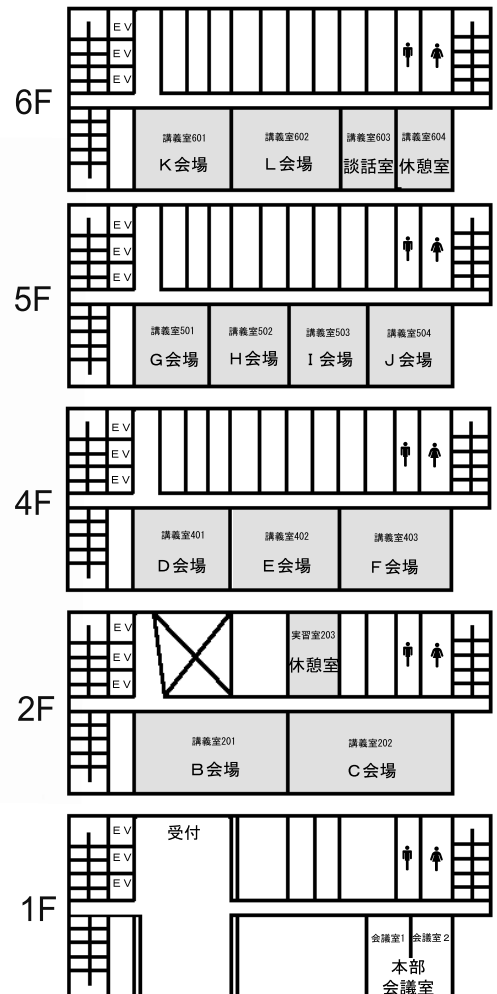 6F
EV
EV
EV
講義室601
K会場
講義室602
L会場
講義室603
談話室
講義室604
休憩室
5F
EV
EV
EV
講義室501
G会場
講義室502
H会場
講義室503
I会場
講義室504
J会場
4F
EV
EV
EV
講義室401
D会場
講義室402
E会場
講義室403
F会場
2F
EV
EV
EV
実習室203
休憩室
講義室201
B会場
講義室202
C会場
1F
EV
EV
EV
受付
会議室1
会議室2
本部
会議室